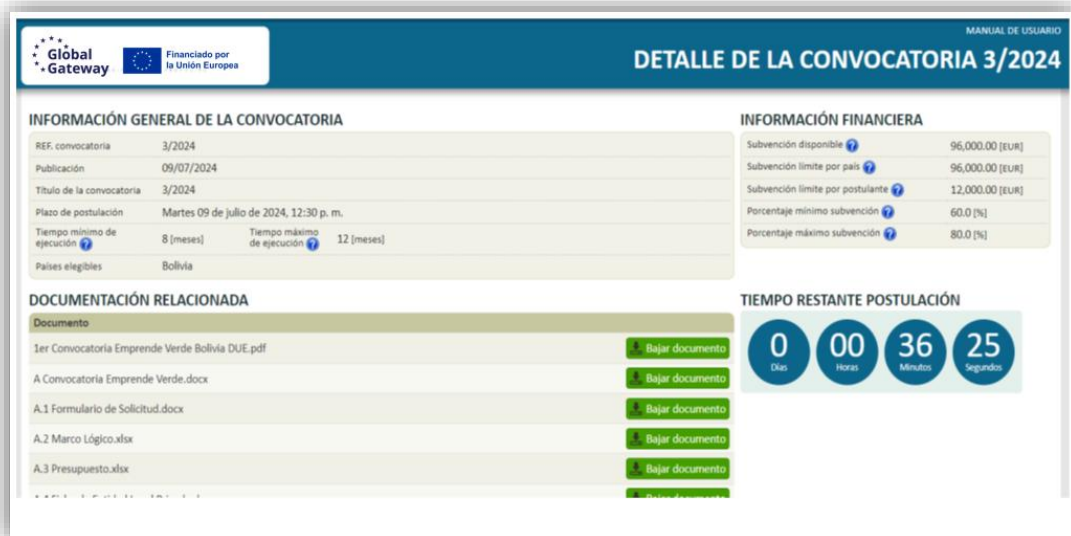 Global
Gateway
Financiado por
la Unión Europea
MANUAL DE USUARIO
DETALLE DE LA CONVOCATORIA 3/2024
INFORMACIÓN GENERAL DE LA CONVOCATORIA
REF. convocatoria 3/2024
Publicación 09/07/2024
Título de la convocatoria 3/2024
Plazo de postulación Martes 09 de julio de 2024, 12:30 p. m.
Tiempo mínimo de
ejecución ? 8 [meses] Tiempo máximo
de ejecución ? 12 [meses]
Países elegibles Bolivia
INFORMACIÓN FINANCIERA
Subvención disponible ? 96,000.00 [EUR]
Subvención límite por país ? 96,000.00 [EUR]
Subvención límite por postulante ? 12,000.00 [EUR]
Porcentaje mínimo subvención ? 60.0 [%]
Porcentaje máximo subvención ? 80.0 [%]
DOCUMENTACIÓN RELACIONADA
Documento
1er Convocatoria Emprende Verde Bolivia DUE.pdf Bajar documento
A Convocatoria Emprende Verde.docx Bajar documento
A.1 Formulario de Solicitud.docx Bajar documento
A.2 Marco Lógico.xlsx Bajar documento
A.3 Presupuesto.xlsx Bajar documento
TIEMPO RESTANTE POSTULACIÓN
0 00 36 25
Días Horas Minutos Segundos